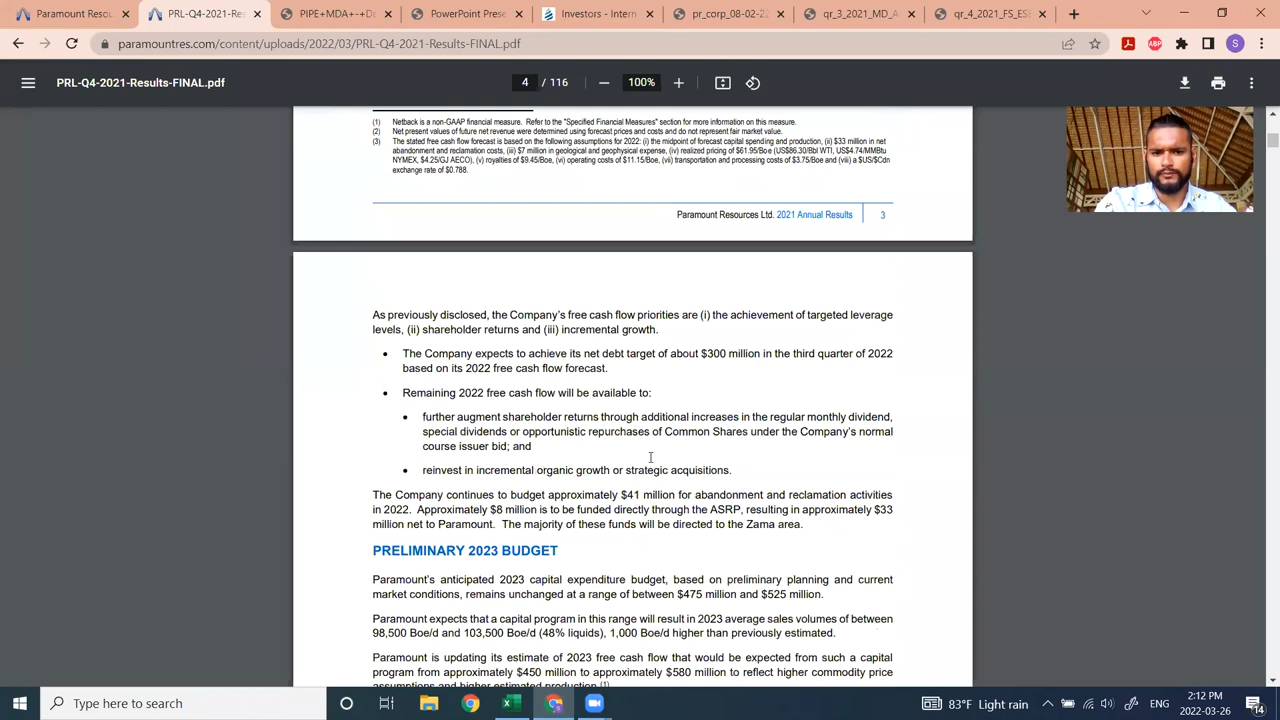 Paramount Resou
PRL-Q4-2021-Res
PIPE+MDA+-+De
PowerPoint Prese
Investors - Intern
pr_corp_08-02-22
qr_3_2021_MD_A
qr_4_2021_FS_ES
paramountres.com/content/uploads/2022/03/PRL-Q4-2021-Results-FINAL.pdf
ABP
S
PRL-Q4-2021-Results-FINAL.pdf
4 / 116
100%
(1) Netback is a non-GAAP financial measure. Refer to the "Specified Financial Measures" section for more information on this measure.
(2) Net present values of future net revenue were determined using forecast prices and costs and do not represent fair market value.
(3) The stated free cash flow forecast is based on the following assumptions for 2022: (i) the midpoint of forecast capital spending and production, (ii) $33 million in net
abandonment and reclamation costs, (iii) $7 million in geological and geophysical expense, (iv) realized pricing of $61.95/Boe (US$86.30/Bbl WTI, US$4.74/MMBtu
NYMEX, $4.25/GJ AECO), (v) royalties of $9.45/Boe, (vi) operating costs of $11.15/Boe, (vii) transportation and processing costs of $3.75/Boe and (viii) a $US/$Cdn
exchange rate of $0.788.
Paramount Resources Ltd. 2021 Annual Results 3
As previously disclosed, the Company's free cash flow priorities are (i) the achievement of targeted leverage
levels, (ii) shareholder returns and (iii) incremental growth.
• The Company expects to achieve its net debt target of about $300 million in the third quarter of 2022
based on its 2022 free cash flow forecast.
• Remaining 2022 free cash flow will be available to:
• further augment shareholder returns through additional increases in the regular monthly dividend,
special dividends or opportunistic repurchases of Common Shares under the Company's normal
course issuer bid; and
• reinvest in incremental organic growth or strategic acquisitions.
The Company continues to budget approximately $41 million for abandonment and reclamation activities
in 2022. Approximately $8 million is to be funded directly through the ASRP, resulting in approximately $33
million net to Paramount. The majority of these funds will be directed to the Zama area.
PRELIMINARY 2023 BUDGET
Paramount's anticipated 2023 capital expenditure budget, based on preliminary planning and current
market conditions, remains unchanged at a range of between $475 million and $525 million.
Paramount expects that a capital program in this range will result in 2023 average sales volumes of between
98,500 Boe/d and 103,500 Boe/d (48% liquids), 1,000 Boe/d higher than previously estimated.
Paramount is updating its estimate of 2023 free cash flow that would be expected from such a capital
program from approximately $450 million to approximately $580 million to reflect higher commodity price
assumptions and higher estimated production.(1)
Type here to search
83°F Light rain
ENG
2:12 PM
2022-03-26
14